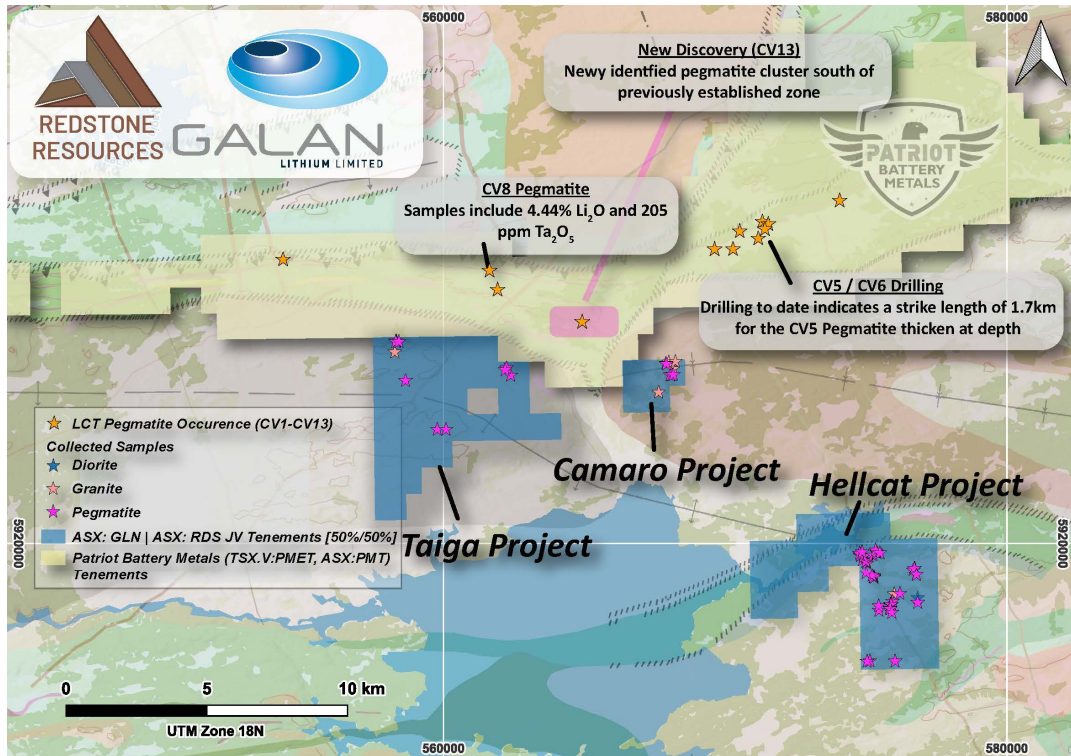 560000
580000
REDSTONE
RESOURCES
GALAN
LITHIUM LIMITED
New Discovery (CV13)
Newy identfied pegmatite cluster south of
previously established zone
PATRIOT
BATTERY
METALS
CV8 Pegmatite
Samples include 4.44% Li₂O and 205
ppm Ta₂O₅
CV5 / CV6 Drilling
Drilling to date indicates a strike length of 1.7km
for the CV5 Pegmatite thicken at depth
LCT Pegmatite Occurence (CV1-CV13)
Collected Samples
Diorite
Granite
Pegmatite
ASX: GLN | ASX: RDS JV Tenements [50%/50%]
Patriot Battery Metals (TSX.V:PMET, ASX:PMT)
Tenements
Camaro Project
Hellcat Project
Taiga Project
5920000
5920000
0 5 10 km
UTM Zone 18N
560000
580000